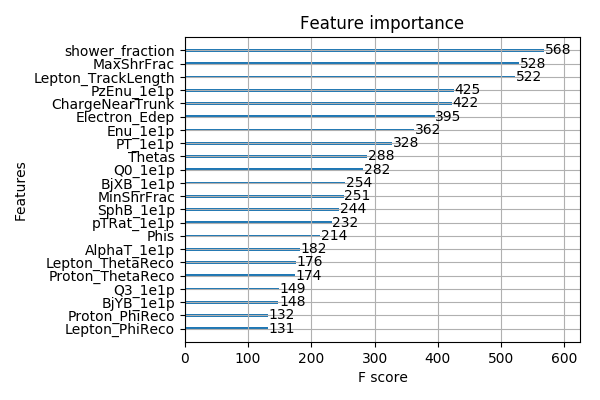 Feature importance
Features
shower_fraction 568
MaxShrFrac 528
Lepton_TrackLength 522
PzEnu_1e1p 425
ChargeNearTrunk 422
Electron_Edep 395
Enu_1e1p 362
PT_1e1p 328
Thetas 288
Q0_1e1p 282
BjXB_1e1p 254
MinShrFrac 251
SphB_1e1p 244
pTRat_1e1p 232
Phis 214
AlphaT_1e1p 182
Lepton_ThetaReco 176
Proton_ThetaReco 174
Q3_1e1p 149
BjYB_1e1p 148
Proton_PhiReco 132
Lepton_PhiReco 131
0 100 200 300 400 500 600
F score